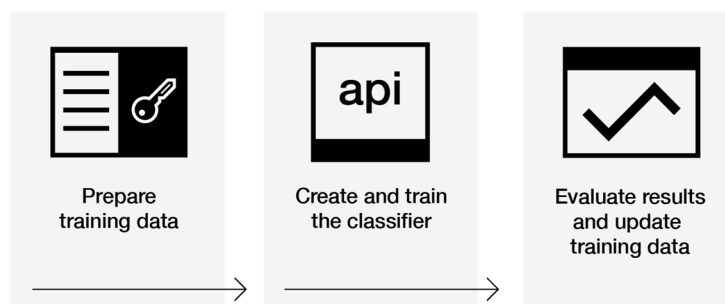 Prepare
training data
api
Create and train
the classifier
Evaluate results
and update
training data